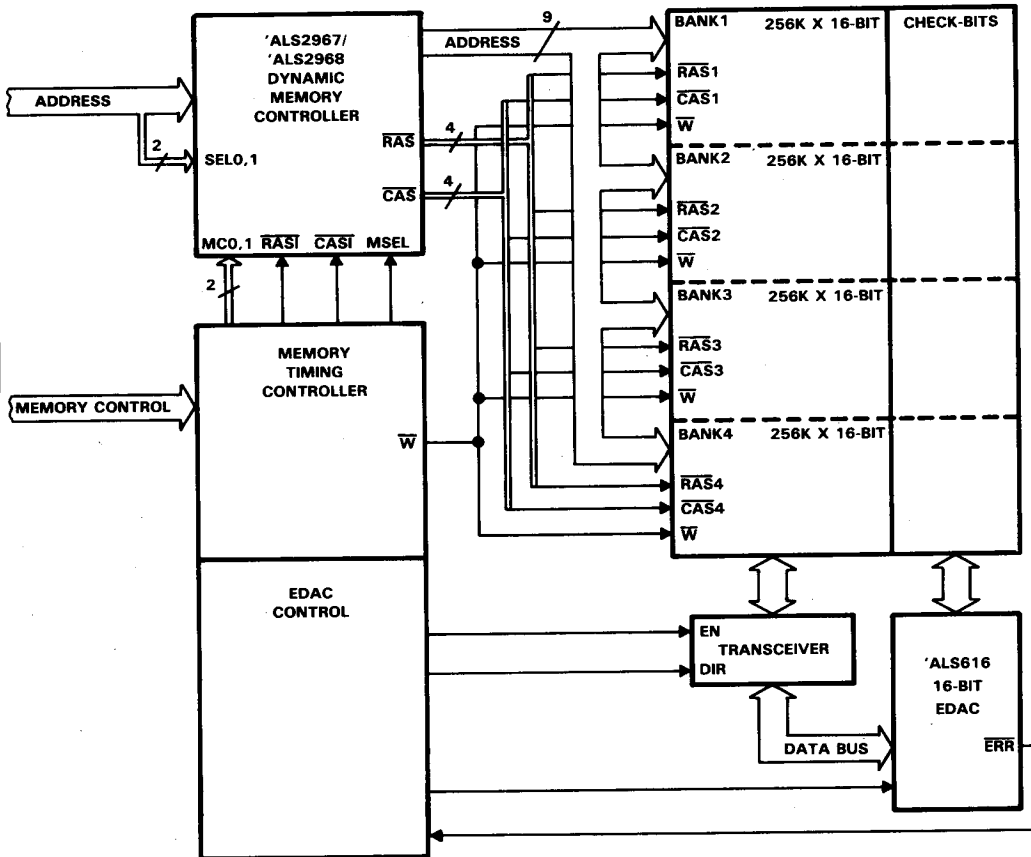 'ALS2967/
'ALS2968
DYNAMIC
MEMORY
CONTROLLER
ADDRESS
2
SEL0,1
RAS
CAS
MC0,1 RASI CASI MSEL
9
ADDRESS
4
4
2
BANK1 256K X 16-BIT CHECK-BITS
RAS1
CAS1
W
BANK2 256K X 16-BIT
RAS2
CAS2
W
BANK3 256K X 16-BIT
RAS3
CAS3
W
BANK4 256K X 16-BIT
RAS4
CAS4
W
MEMORY
TIMING
CONTROLLER
MEMORY CONTROL
W
EDAC
CONTROL
EN
TRANSCEIVER
DIR
DATA BUS
'ALS616
16-BIT
EDAC
ERR